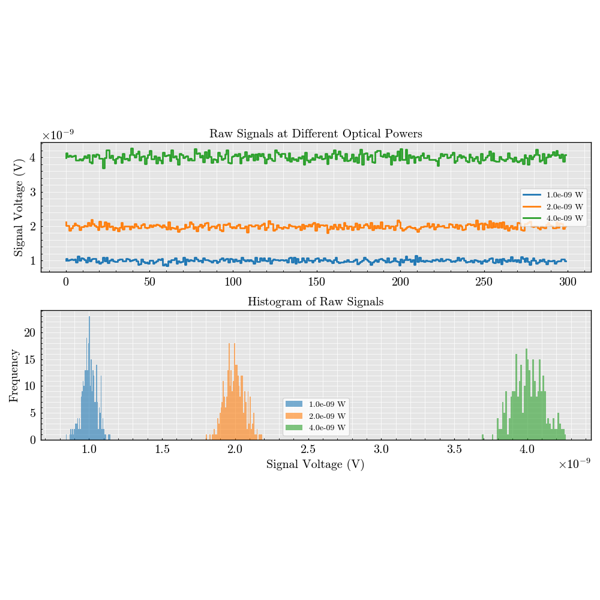 Raw Signals at Different Optical Powers
×10⁻⁹
Signal Voltage (V)
4
3
2
1
1.0e-09 W
2.0e-09 W
4.0e-09 W
0 50 100 150 200 250 300
Histogram of Raw Signals
Frequency
20
15
10
5
0
1.0e-09 W
2.0e-09 W
4.0e-09 W
1.0 1.5 2.0 2.5 3.0 3.5 4.0
Signal Voltage (V)
×10⁻⁹